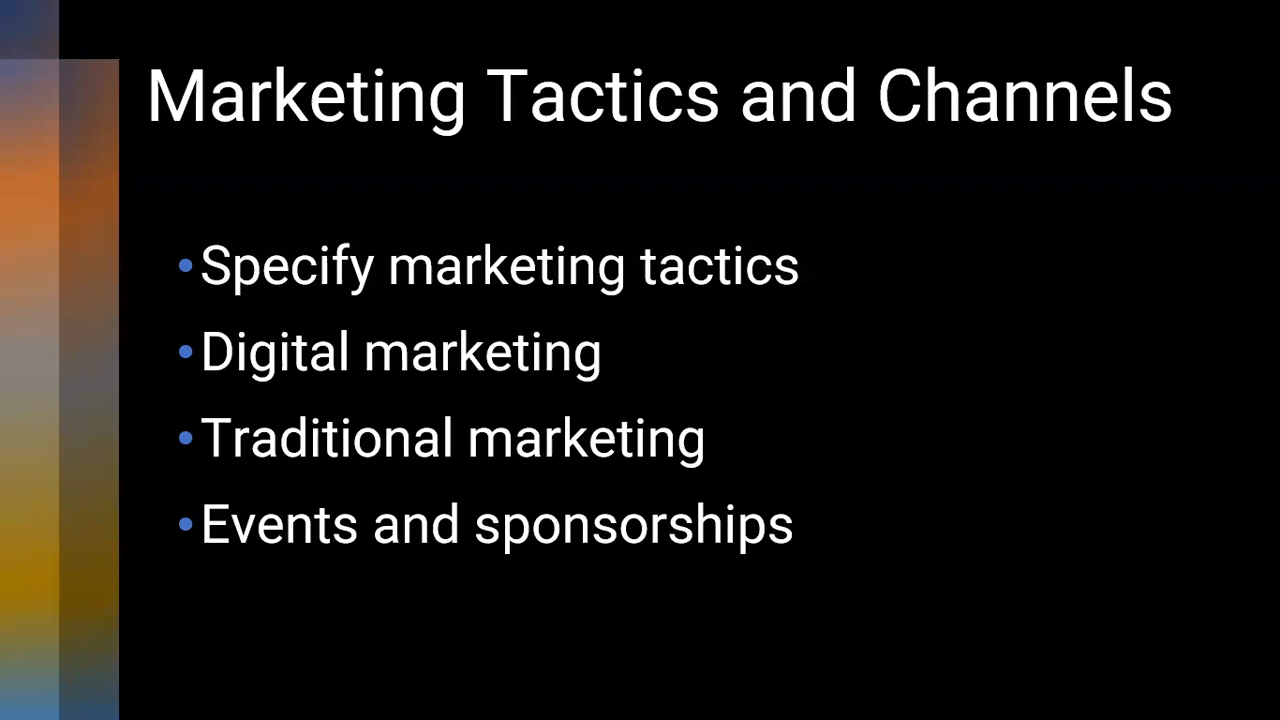 Marketing Tactics and Channels
• Specify marketing tactics
• Digital marketing
• Traditional marketing
• Events and sponsorships